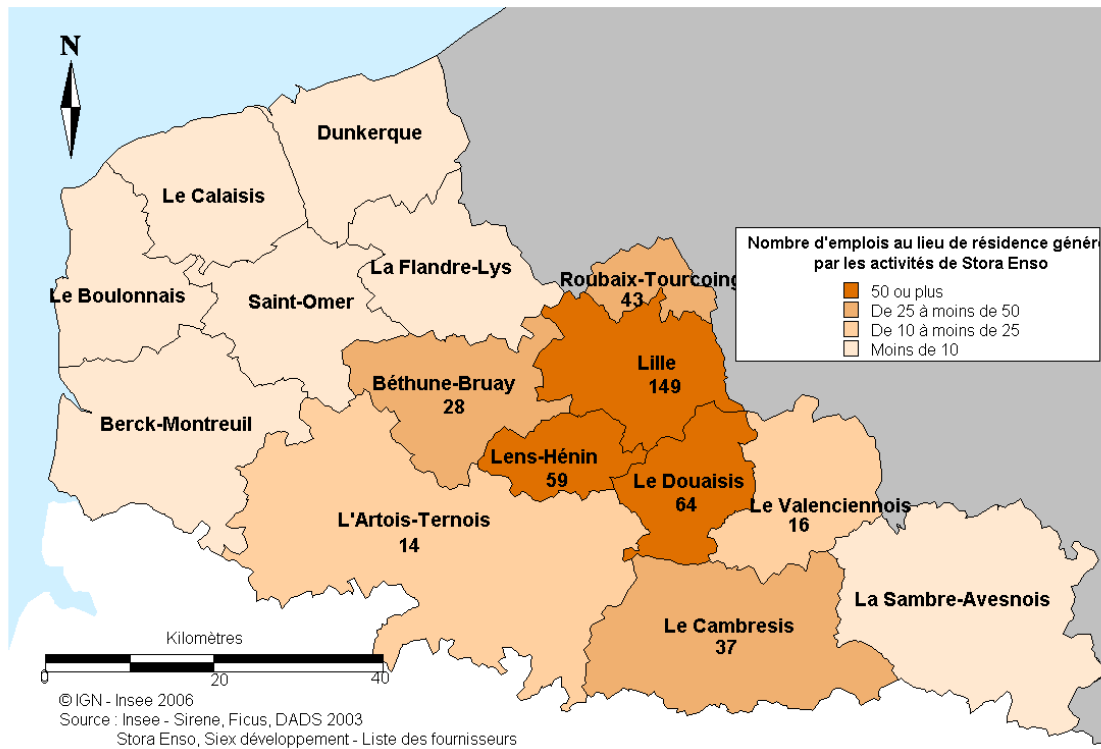 N
Dunkerque
Le Calaisis
La Flandre-Lys
Nombre d'emplois au lieu de résidence génér
par les activités de Stora Enso
50 ou plus
De 25 à moins de 50
De 10 à moins de 25
Moins de 10
Roubaix-Tourcoing
43
Le Boulonnais
Saint-Omer
Lille
149
Béthune-Bruay
28
Berck-Montreuil
Lens-Hénin
59
Le Douaisis
64
Le Valenciennois
16
L'Artois-Ternois
14
La Sambre-Avesnois
Le Cambresis
37
Kilomètres
0 20 40
© IGN - Insee 2006
Source : Insee - Sirene, Ficus, DADS 2003
Stora Enso, Siex développement - Liste des fournisseurs